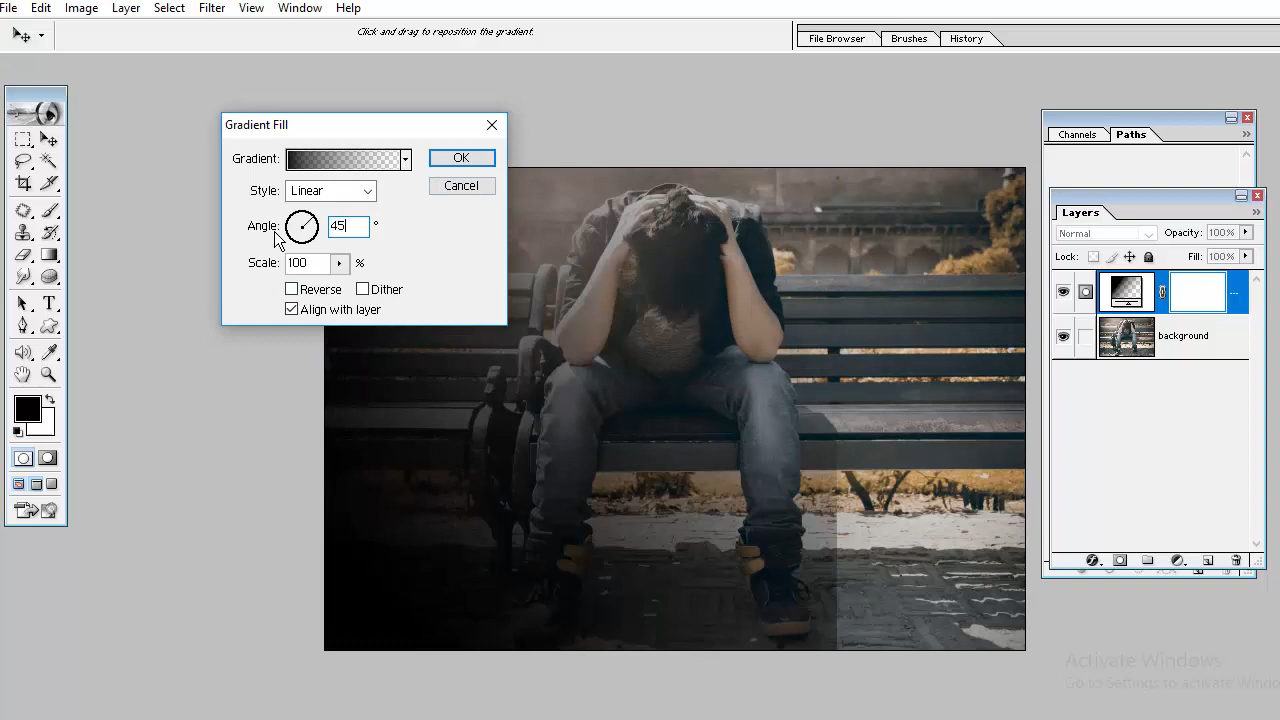 File Edit Image Layer Select Filter View Window Help
Click and drag to reposition the gradient.
File Browser Brushes History
Gradient Fill
Gradient:
OK
Style: Linear
Cancel
Angle: 45 °
Scale: 100 %
Reverse Dither
Align with layer
Channels Paths
Layers
Normal Opacity: 100%
Lock: Fill: 100%
...
background
T
Activate Windows
Go to Settings to activate Windo